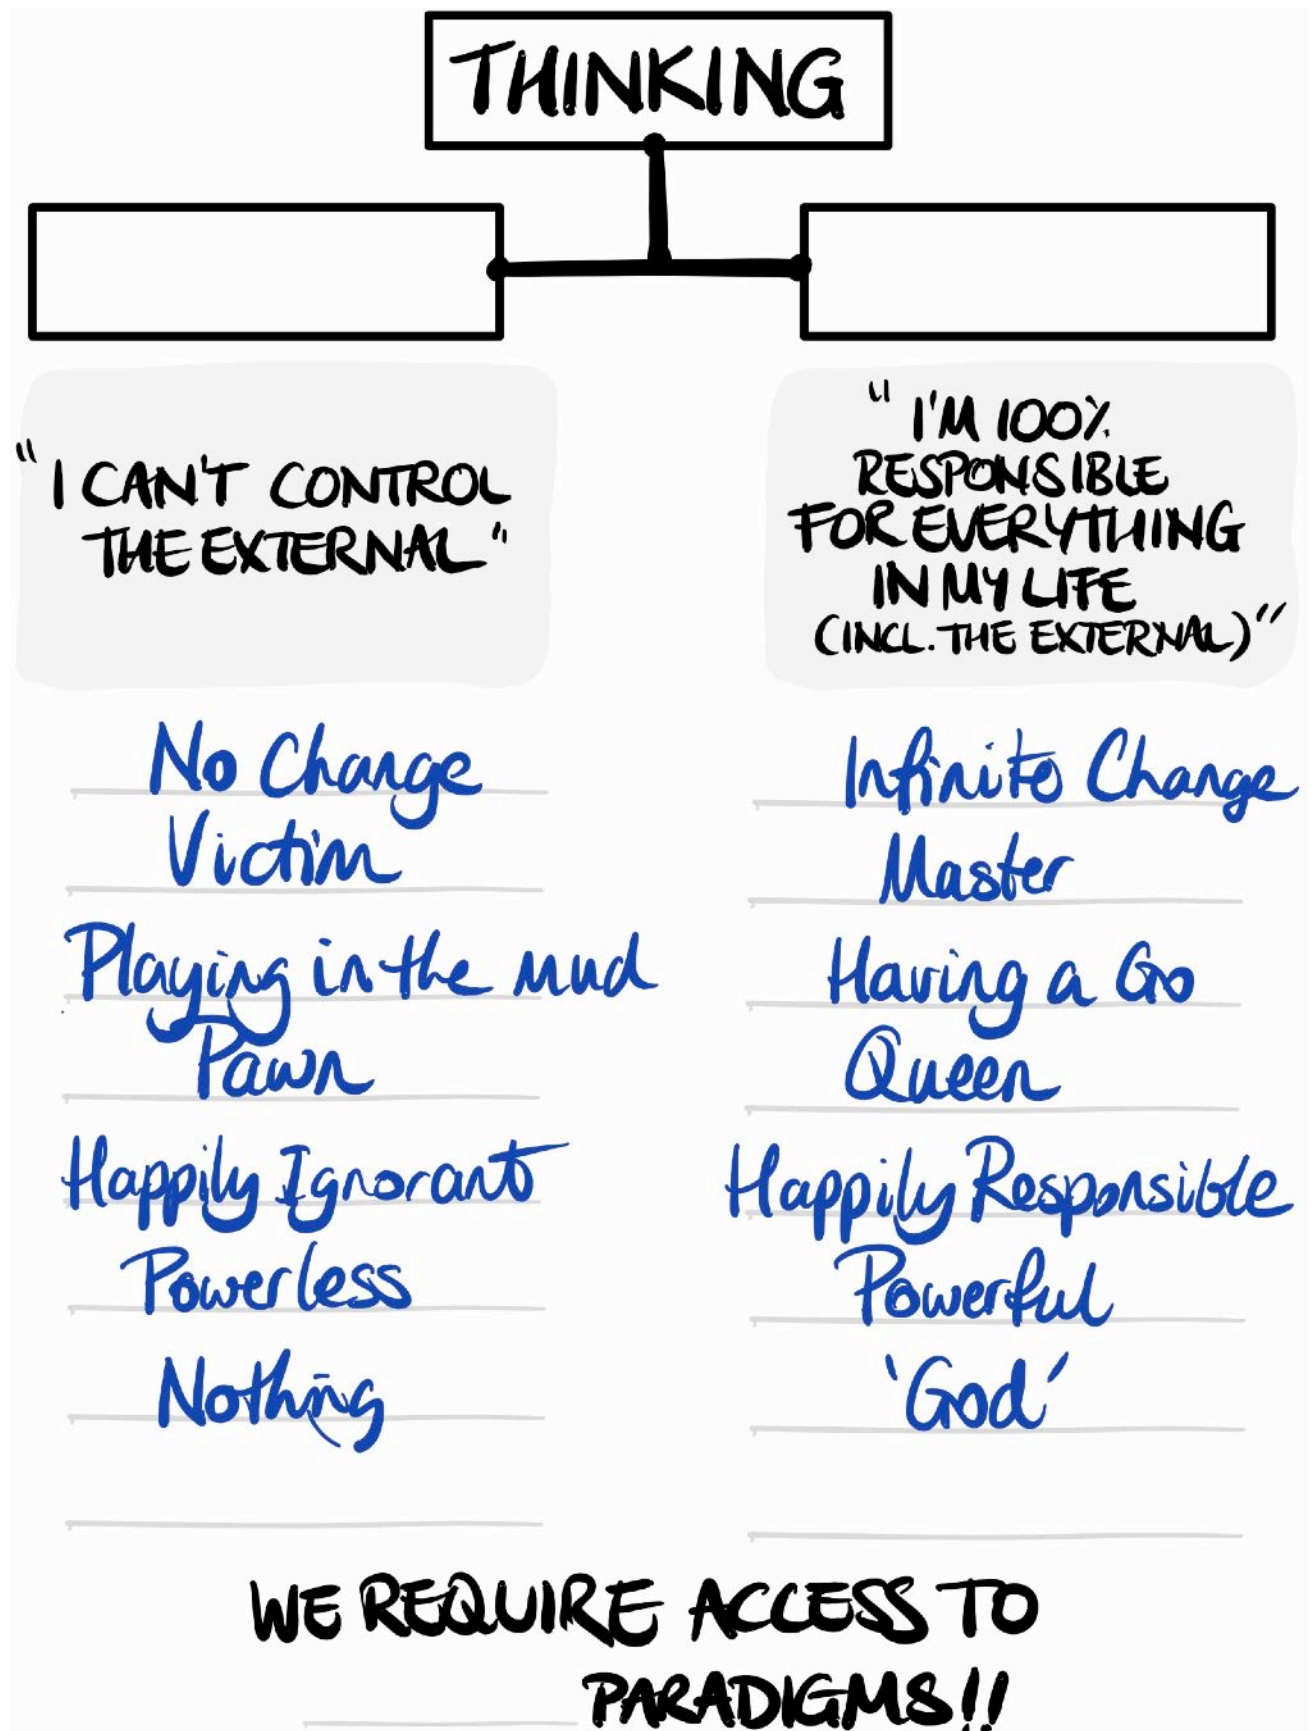 THINKING
"I CAN'T CONTROL
THE EXTERNAL"
No Change
Victim
Playing in the mud
Pawn
Happily Ignorant
Powerless
Nothing
"I'M 100%
RESPONSIBLE
FOR EVERYTHING
IN MY LIFE
(INCL. THE EXTERNAL)"
Infinite Change
Master
Having a Go
Queen
Happily Responsible
Powerful
'God'
WE REQUIRE ACCESS TO
PARADIGMS!!